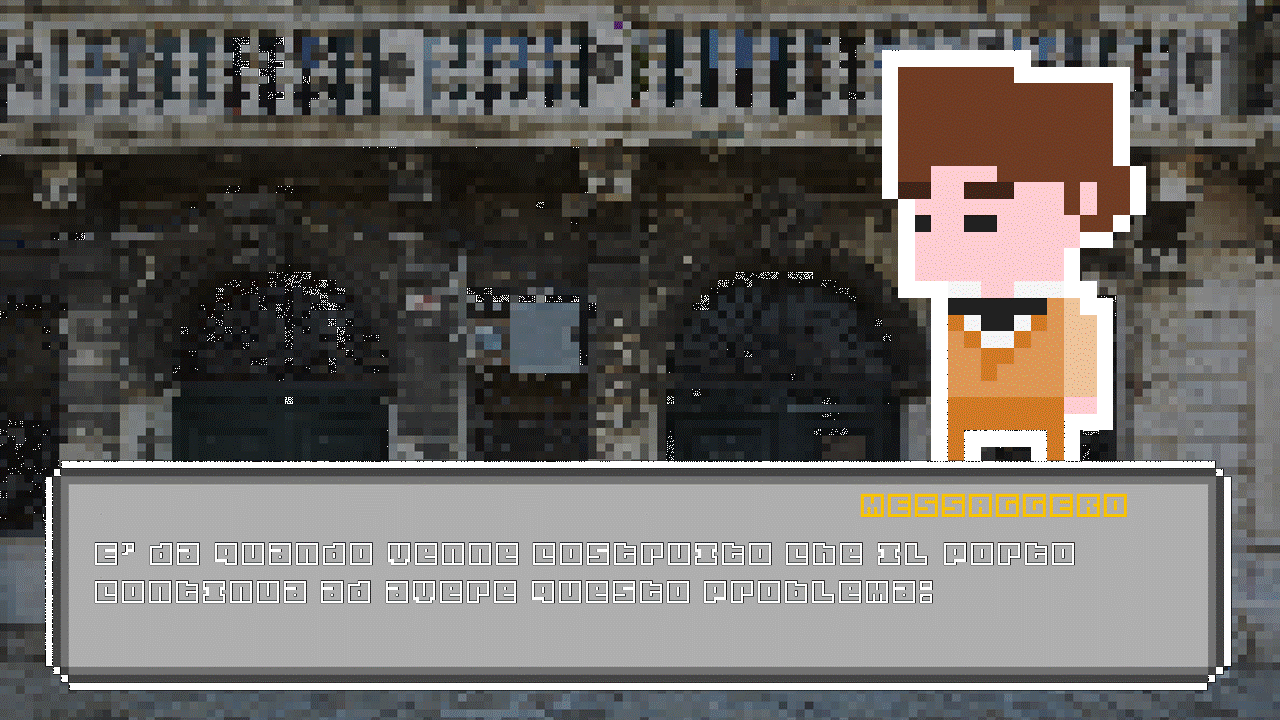 MESSAGGERO
E' da quando venne costruito che il porto
continua ad avere questo problema: